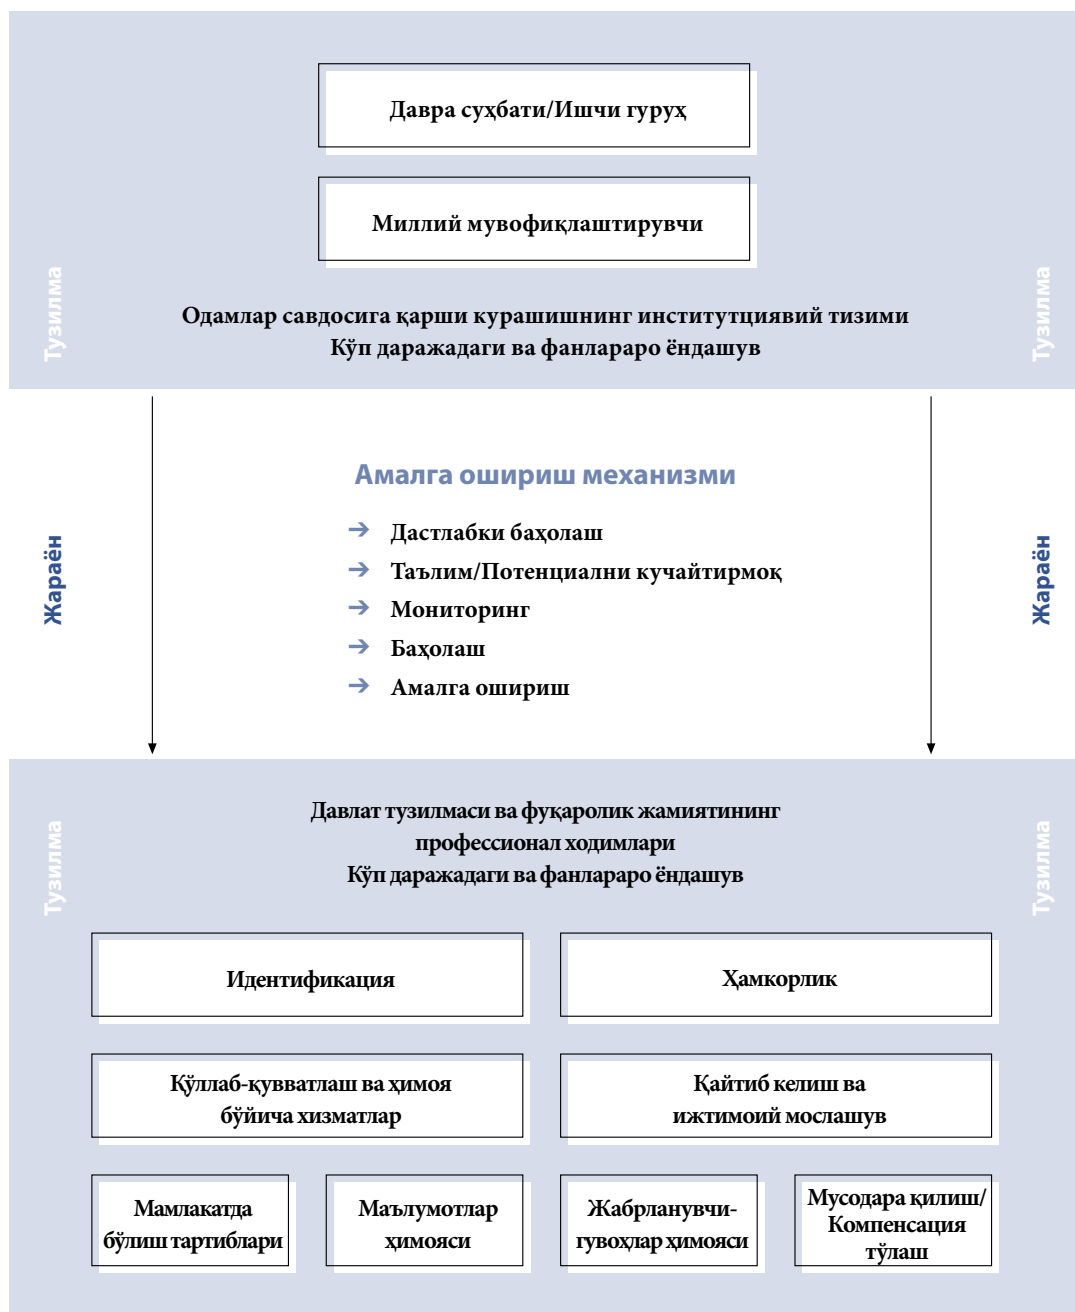 Давра суҳбати/Ишчи гуруҳ
Миллий мувофиқлаштирувчи
Тузилма
Тузилма
Одамлар савдосига қарши курашишнинг институтциявий тизими
Кўп даражадаги ва фанлараро ёндашув
Амалга ошириш механизми
Жараён
Жараён
➔ Дастлабки баҳолаш
➔ Таълим/Потенциални кучайтирмоқ
➔ Мониторинг
➔ Баҳолаш
➔ Амалга ошириш
Давлат тузилмаси ва фуқаролик жамиятининг
профессионал ходимлари
Кўп даражадаги ва фанлараро ёндашув
Тузилма
Тузилма
Идентификация
Ҳамкорлик
Қўллаб-қувватлаш ва ҳимоя
бўйича хизматлар
Қайтиб келиш ва
ижтимоий мослашув
Мамлакатда
бўлиш тартиблари
Маълумотлар
ҳимояси
Жабрланувчи-
гувоҳлар ҳимояси
Мусодара қилиш/
Компенсация
тўлаш